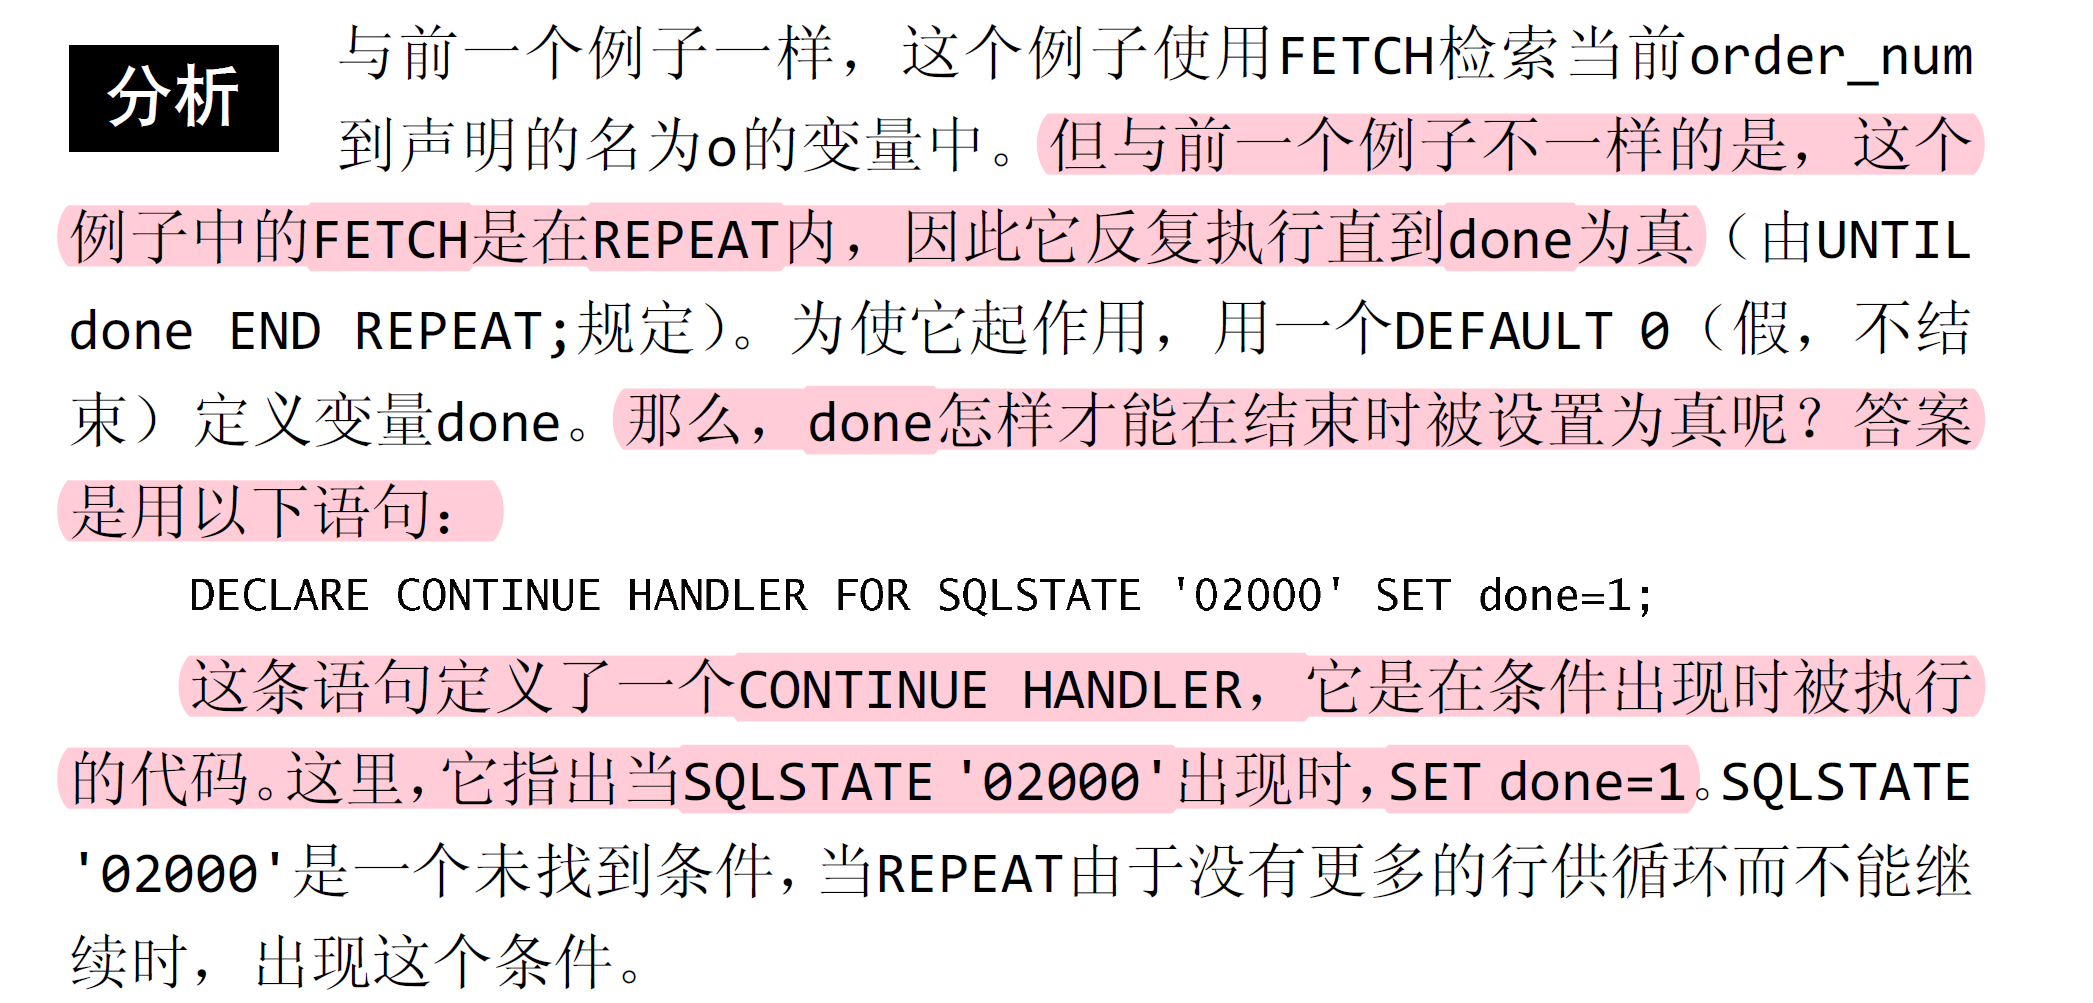 分析
与前一个例子一样，这个例子使用FETCH检索当前order_num
到声明的名为o的变量中。但与前一个例子不一样的是，这个
例子中的FETCH是在REPEAT内，因此它反复执行直到done为真（由UNTIL
done END REPEAT;规定）。为使它起作用，用一个DEFAULT 0（假，不结
束）定义变量done。那么，done怎样才能在结束时被设置为真呢？答案
是用以下语句：
DECLARE CONTINUE HANDLER FOR SQLSTATE '02000' SET done=1;
这条语句定义了一个CONTINUE HANDLER，它是在条件出现时被执行
的代码。这里，它指出当SQLSTATE '02000'出现时，SET done=1。SQLSTATE
'02000'是一个未找到条件，当REPEAT由于没有更多的行供循环而不能继
续时，出现这个条件。